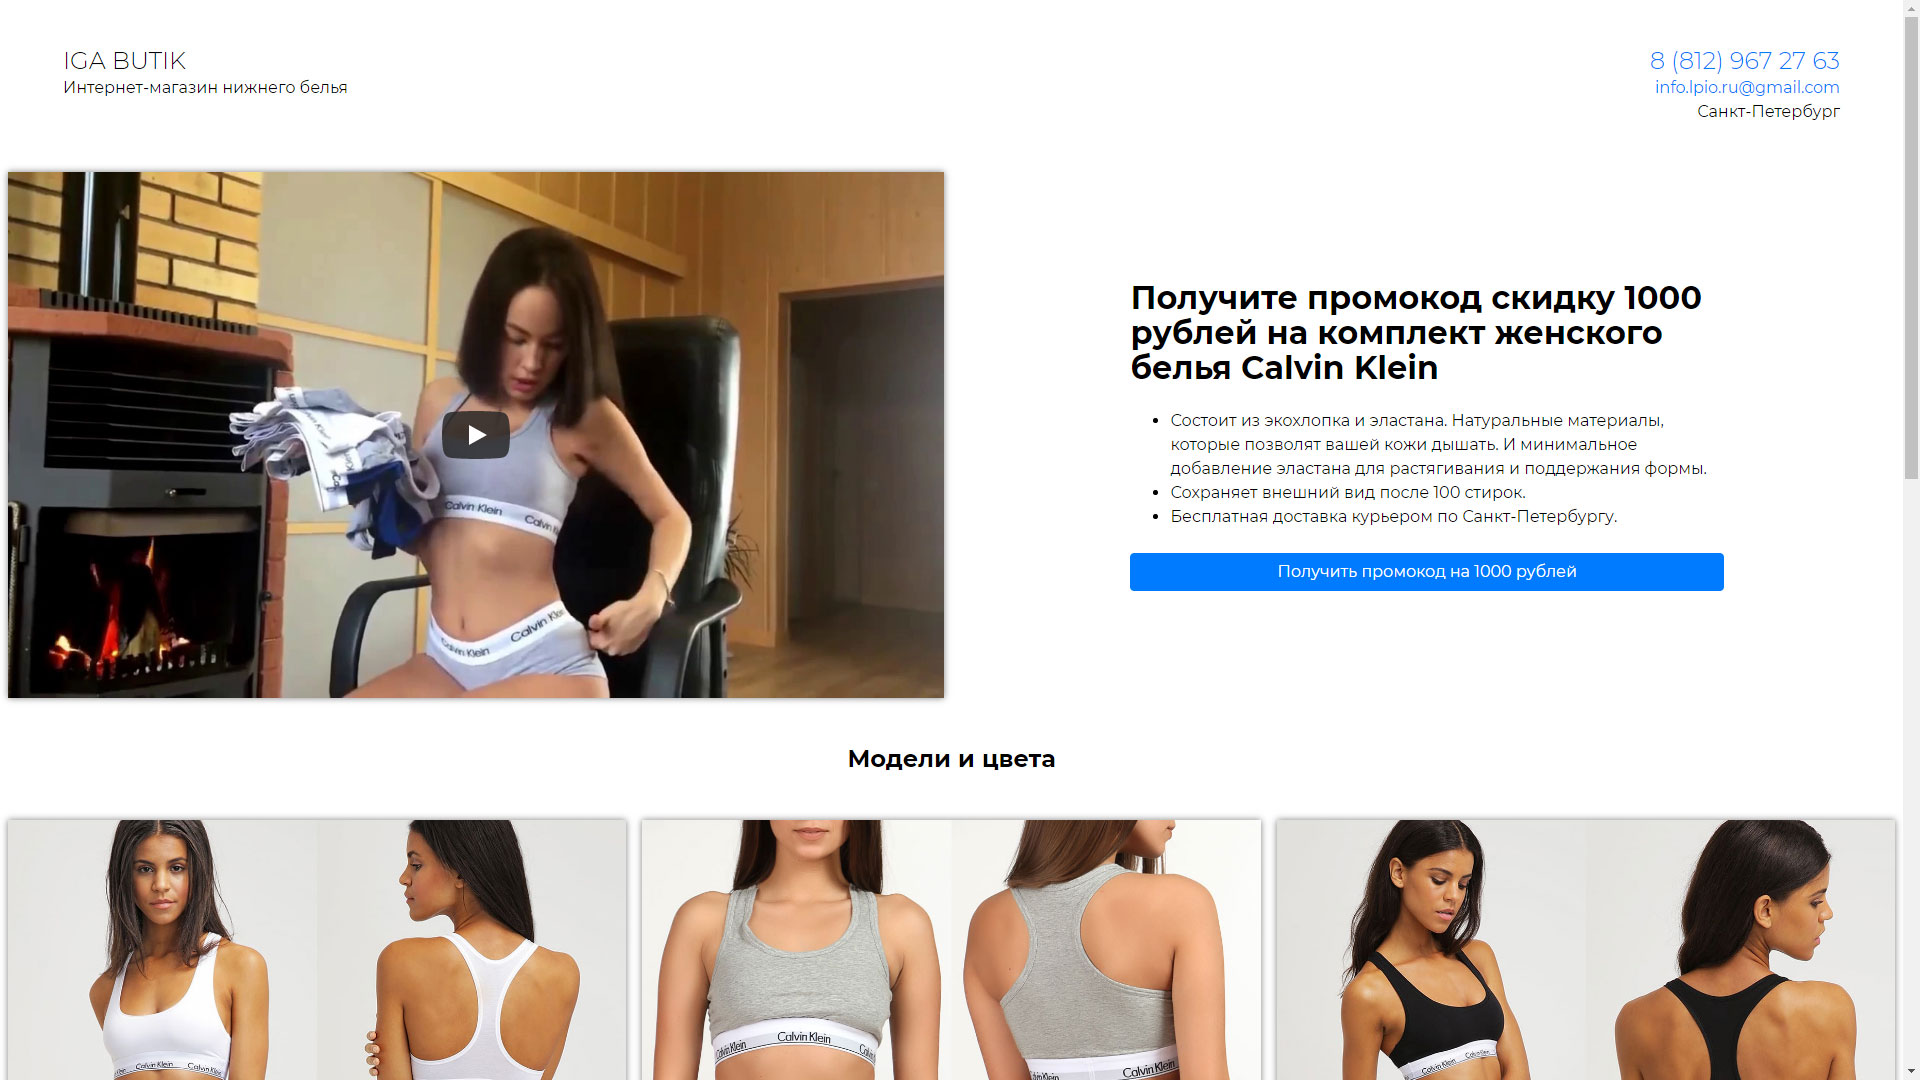 IGA BUTIK
Интернет-магазин нижнего белья
8 (812) 967 27 63
info.lpio.ru@gmail.com
Санкт-Петербург
Calvin Klein
Calvin
Calvin Klein
Calvin Klein
Получите промокод скидку 1000
рублей на комплект женского
белья Calvin Klein
Состоит из экохлопка и эластана. Натуральные материалы,
которые позволят вашей кожи дышать. И минимальное
добавление эластана для растягивания и поддержания формы.
Сохраняет внешний вид после 100 стирок.
Бесплатная доставка курьером по Санкт-Петербургу.
Получить промокод на 1000 рублей
Модели и цвета
Calvin Klein
Calvin Klein
Calvin Klein
Calvin Klein
Calvin Klein
Calvin Klein